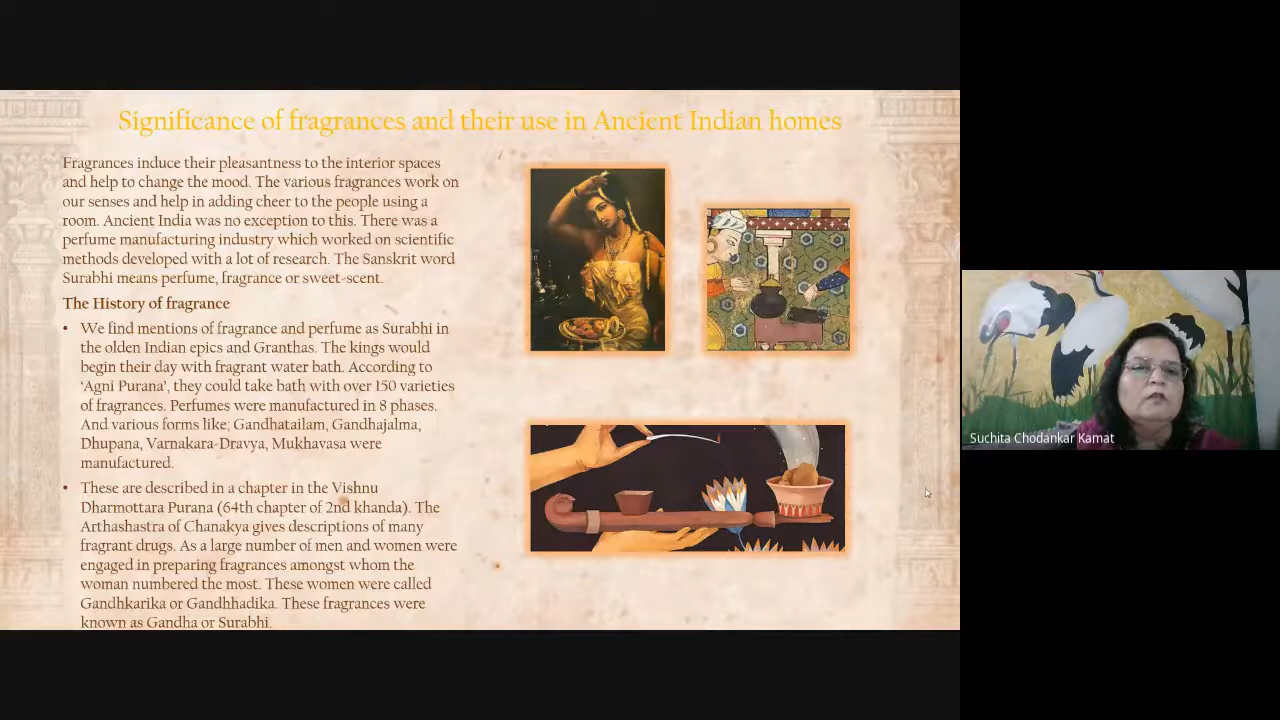 Significance of fragrances and their use in Ancient Indian homes
Fragrances induce their pleasantness to the interior spaces
and help to change the mood. The various fragrances work on
our senses and help in adding cheer to the people using a
room. Ancient India was no exception to this. There was a
perfume manufacturing industry which worked on scientific
methods developed with a lot of research. The Sanskrit word
Surabhi means perfume, fragrance or sweet-scent.
The History of fragrance
• We find mentions of fragrance and perfume as Surabhi in
the olden Indian epics and Granthas. The kings would
begin their day with fragrant water bath. According to
‘Agni Purana’, they could take bath with over 150 varieties
of fragrances. Perfumes were manufactured in 8 phases.
And various forms like; Gandhatailam, Gandhajalma,
Dhupana, Varnakara-Dravya, Mukhavasa were
manufactured.
• These are described in a chapter in the Vishnu
Dharmottara Purana (64th chapter of 2nd khanda). The
Arthashastra of Chanakya gives descriptions of many
fragrant drugs. As a large number of men and women were
engaged in preparing fragrances amongst whom the
woman numbered the most. These women were called
Gandhkarika or Gandhhadika. These fragrances were
known as Gandha or Surabhi.
Suchita Chodankar Kamat